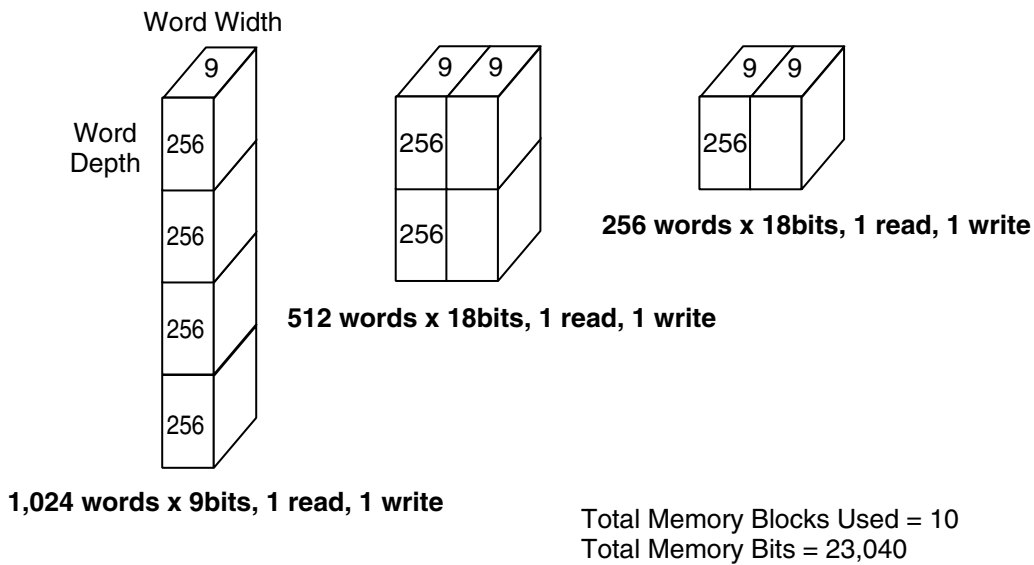 Word Width
9
Word
Depth
256
256
256
256
1,024 words x 9bits, 1 read, 1 write
9 9
256
256
512 words x 18bits, 1 read, 1 write
9 9
256
256 words x 18bits, 1 read, 1 write
Total Memory Blocks Used = 10
Total Memory Bits = 23,040